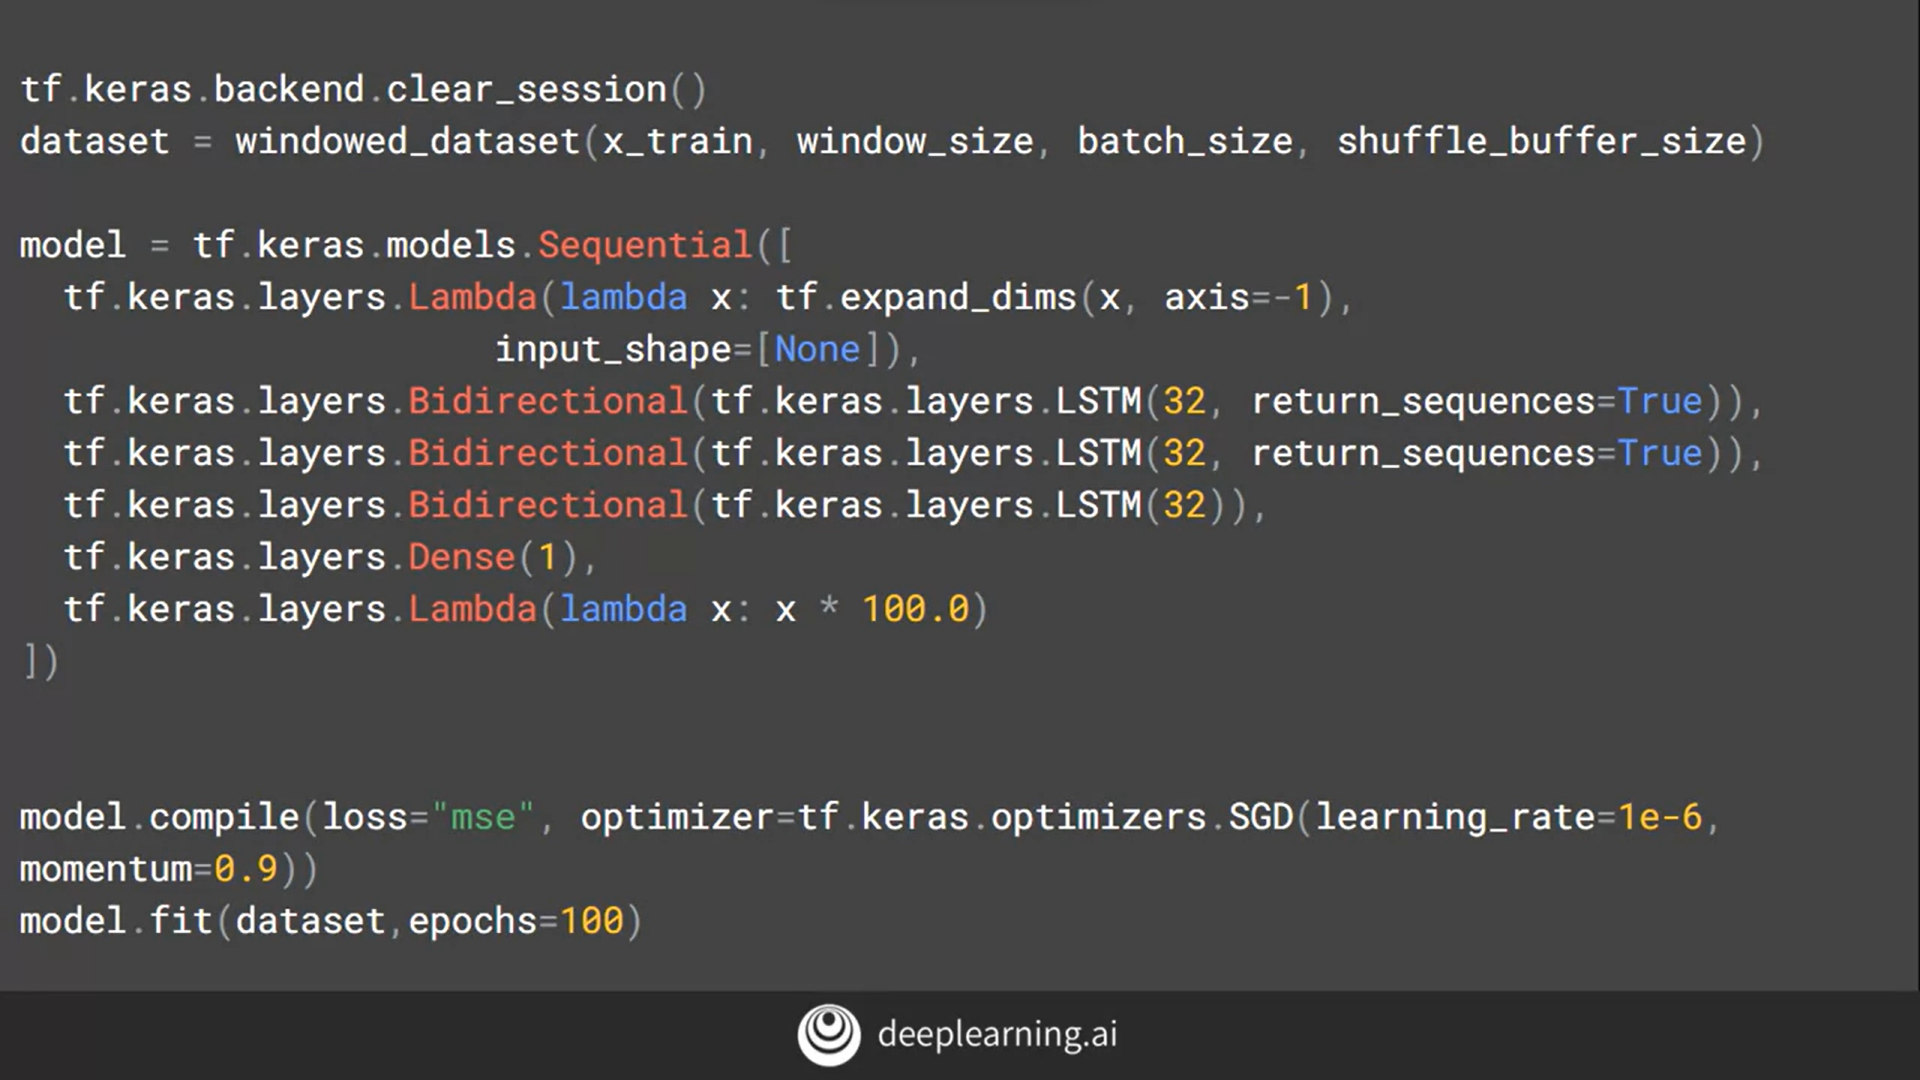 tf.keras.backend.clear_session()
dataset = windowed_dataset(x_train, window_size, batch_size, shuffle_buffer_size)
model = tf.keras.models.Sequential([
  tf.keras.layers.Lambda(lambda x: tf.expand_dims(x, axis=-1),
                      input_shape=[None]),
  tf.keras.layers.Bidirectional(tf.keras.layers.LSTM(32, return_sequences=True)),
  tf.keras.layers.Bidirectional(tf.keras.layers.LSTM(32, return_sequences=True)),
  tf.keras.layers.Bidirectional(tf.keras.layers.LSTM(32)),
  tf.keras.layers.Dense(1),
  tf.keras.layers.Lambda(lambda x: x * 100.0)
])
model.compile(loss="mse", optimizer=tf.keras.optimizers.SGD(learning_rate=1e-6,
momentum=0.9))
model.fit(dataset,epochs=100)
deeplearning.ai